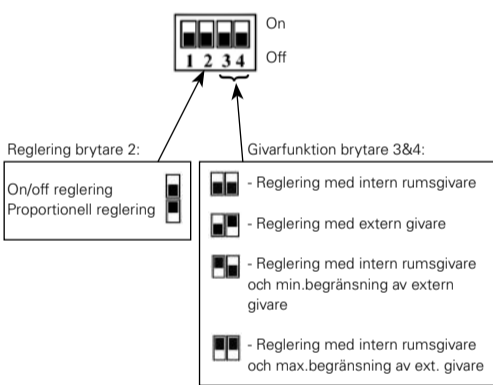 On
1 2 3 4
Off
Reglering brytare 2:
On/off reglering
Proportionell reglering
Givarfunktion brytare 3&4:
- Reglering med intern rumsgivare
- Reglering med extern givare
- Reglering med intern rumsgivare
och min.begränsning av extern
givare
- Reglering med intern rumsgivare
och max.begränsning av ext. givare